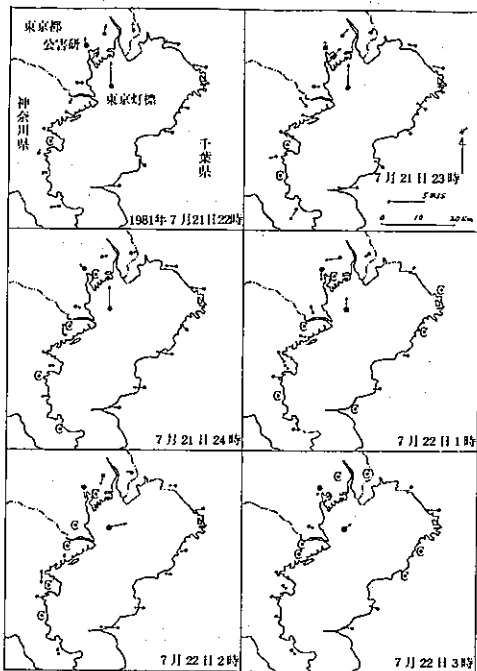 東京都
公害研
東京灯標
神奈川県
千葉県
1981年7月21日22時
7月21日23時
5m/s
0 10 20Km
7月21日24時
7月22日1時
7月22日2時
7月22日3時